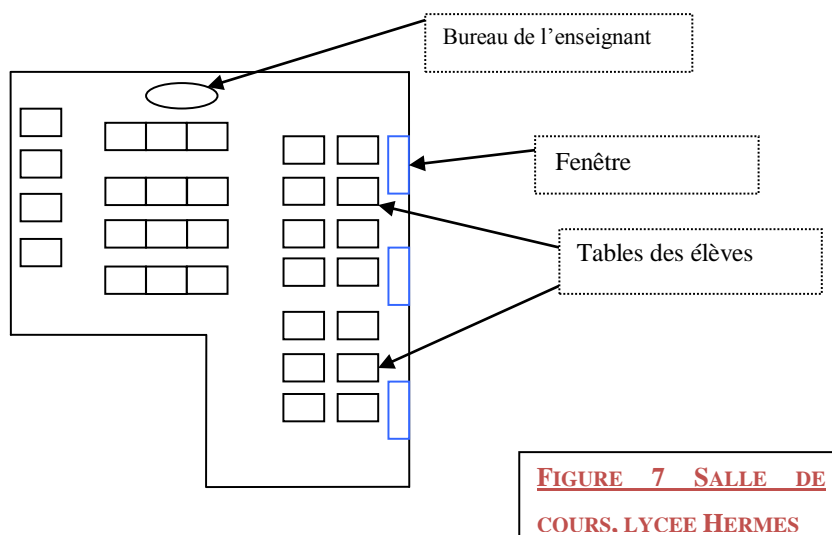 Bureau de l’enseignant
Fenêtre
Tables des élèves
FIGURE 7 SALLE DE
COURS, LYCEE HERMES